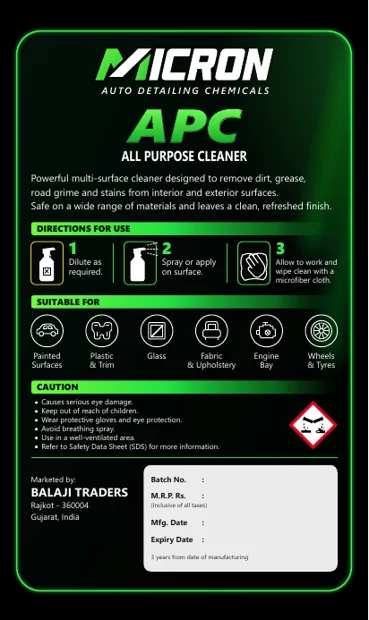 MICRON
AUTO DETAILING CHEMICALS
APC
ALL PURPOSE CLEANER
Powerful multi-surface cleaner designed to remove dirt, grease,
road grime and stains from interior and exterior surfaces.
Safe on a wide range of materials and leaves a clean, refreshed finish.
DIRECTIONS FOR USE
1
Dilute as
required.
2
Spray or apply
on surface.
3
Allow to work and
wipe clean with a
microfiber cloth.
SUITABLE FOR
Painted
Surfaces
Plastic
& Trim
Glass
Fabric
& Upholstery
Engine
Bay
Wheels
& Tyres
CAUTION
• Causes serious eye damage.
• Keep out of reach of children.
• Wear protective gloves and eye protection.
• Avoid breathing spray.
• Use in a well-ventilated area.
• Refer to Safety Data Sheet (SDS) for more information.
Marketed by:
BALAJI TRADERS
Rajkot - 360004
Gujarat, India
Batch No. :
M.R.P. Rs. :
(Inclusive of all taxes)
Mfg. Date :
Expiry Date :
3 years from date of manufacturing